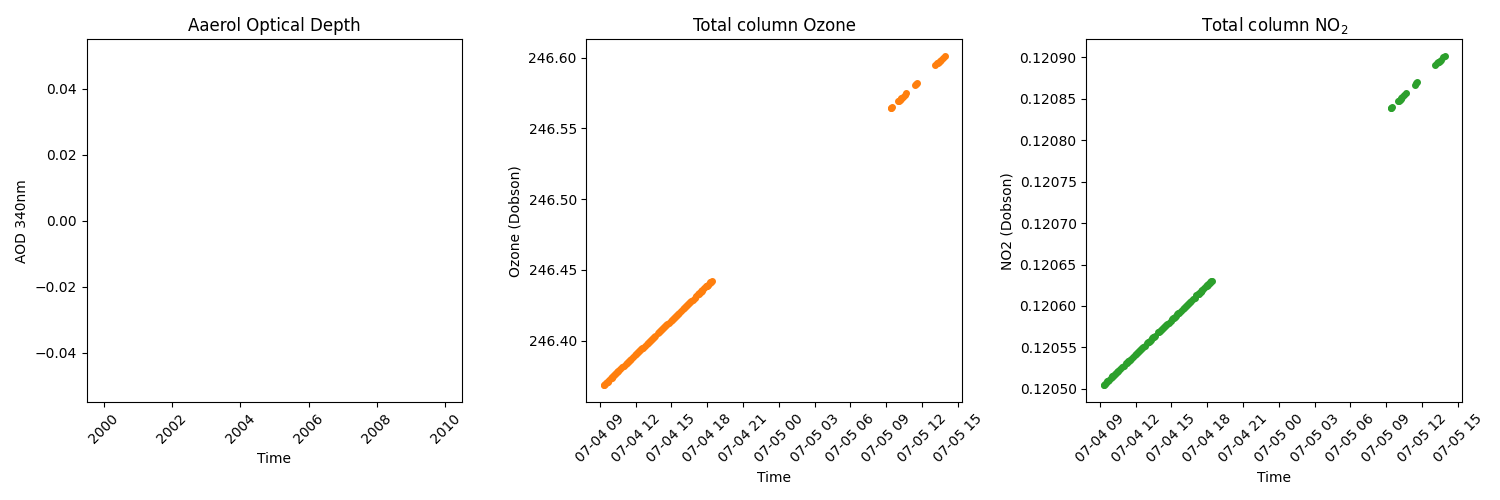 Aaerol Optical Depth
AOD 340nm
0.04
0.02
0.00
−0.02
−0.04
2000 2002 2004 2006 2008 2010
Time
Total column Ozone
Ozone (Dobson)
246.60
246.55
246.50
246.45
246.40
07-04 09 07-04 12 07-04 15 07-04 18 07-04 21 07-05 00 07-05 03 07-05 06 07-05 09 07-05 12 07-05 15
Time
Total column NO₂
NO2 (Dobson)
0.12090
0.12085
0.12080
0.12075
0.12070
0.12065
0.12060
0.12055
0.12050
07-04 09 07-04 12 07-04 15 07-04 18 07-04 21 07-05 00 07-05 03 07-05 06 07-05 09 07-05 12 07-05 15
Time